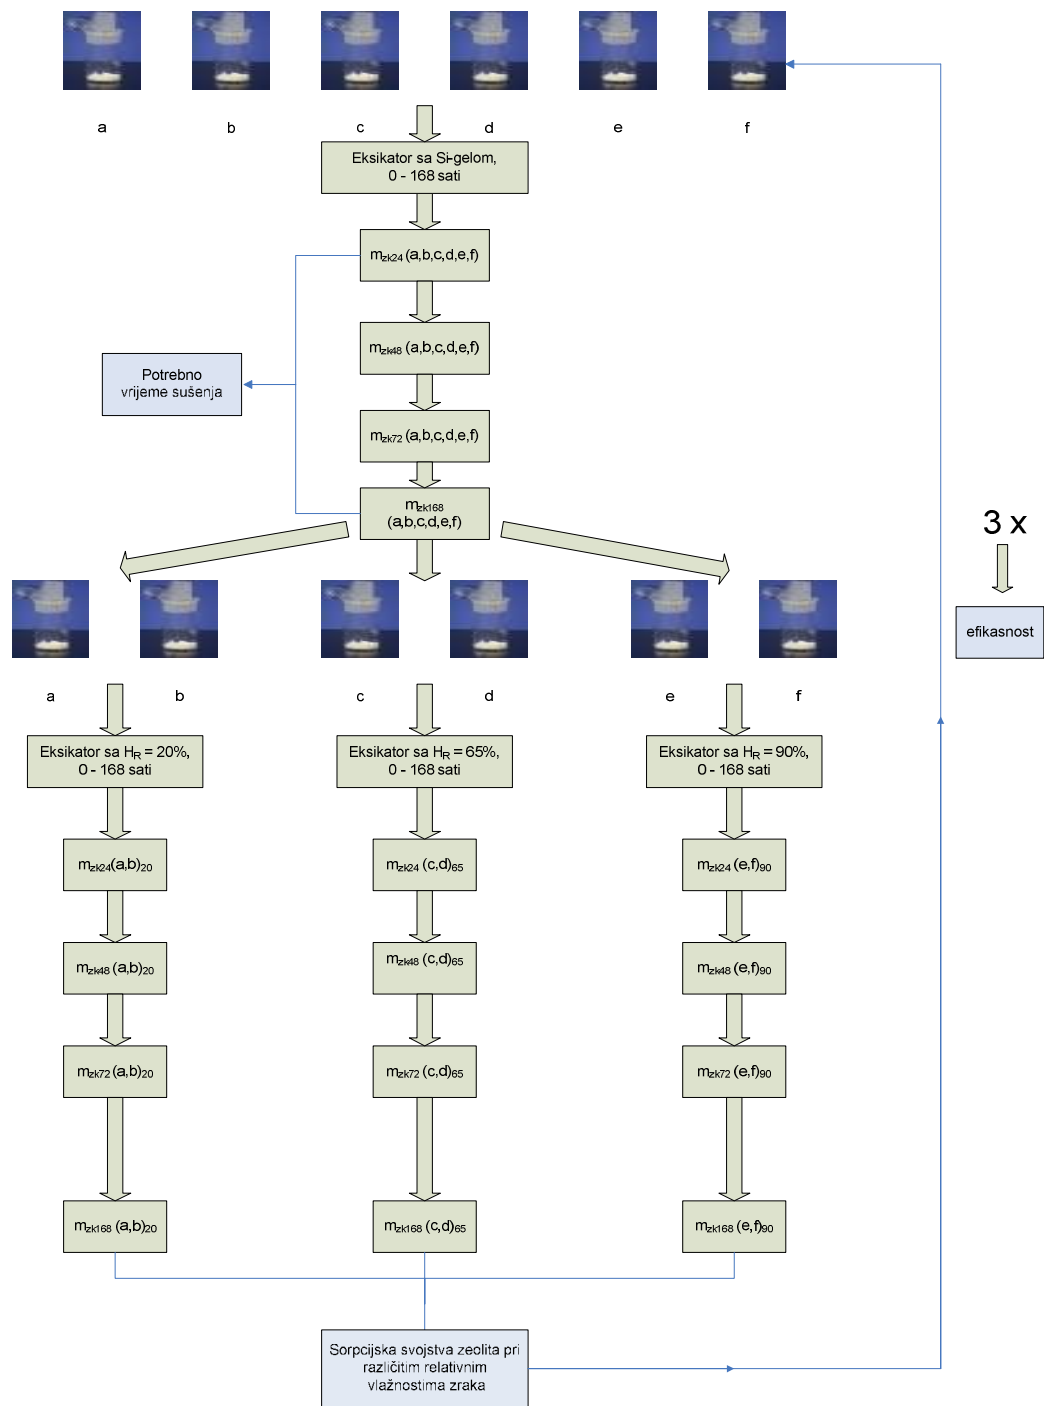 a b c d e f
Eksikator sa Si-gelom,
0 - 168 sati
mzk24 (a,b,c,d,e,f)
mzk48 (a,b,c,d,e,f)
Potrebno
vrijeme sušenja
mzk72 (a,b,c,d,e,f)
mzk168
(a,b,c,d,e,f)
3 x
efikasnost
a b c d e f
Eksikator sa HR = 20%,
0 - 168 sati
Eksikator sa HR = 65%,
0 - 168 sati
Eksikator sa HR = 90%,
0 - 168 sati
mzk24(a,b)20
mzk24 (c,d)65
mzk24 (e,f)90
mzk48 (a,b)20
mzk48 (c,d)65
mzk48 (e,f)90
mzk72 (a,b)20
mzk72 (c,d)65
mzk72 (e,f)90
mzk168 (a,b)20
mzk168 (c,d)65
mzk168 (e,f)90
Sorpcijska svojstva zeolita pri
različitim relativnim
vlažnostima zraka